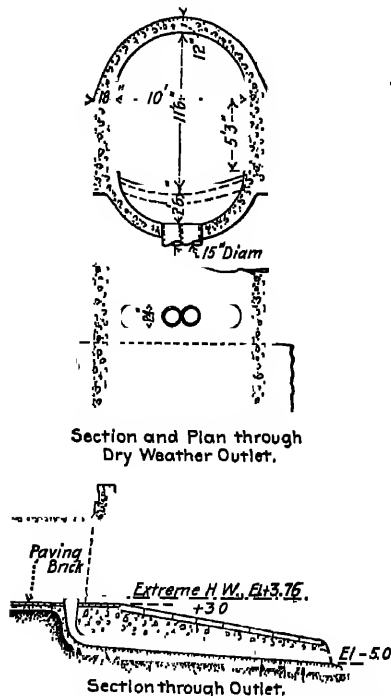 12"
18"
10'
11'6"
5'3"
2'6"
15" Diam
24"
Section and Plan through
Dry Weather Outlet.
Paving
Brick
Extreme H.W. El+3.75
+3.0
El-5.0
Section through Outlet.